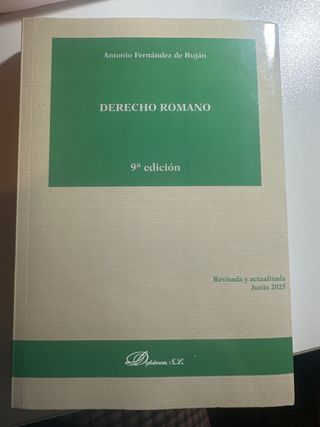 Antonio Fernández de Buján
DERECHO ROMANO
9ª edición
Revisada y actualizada
Junio 2025
Dykinson, S.L.